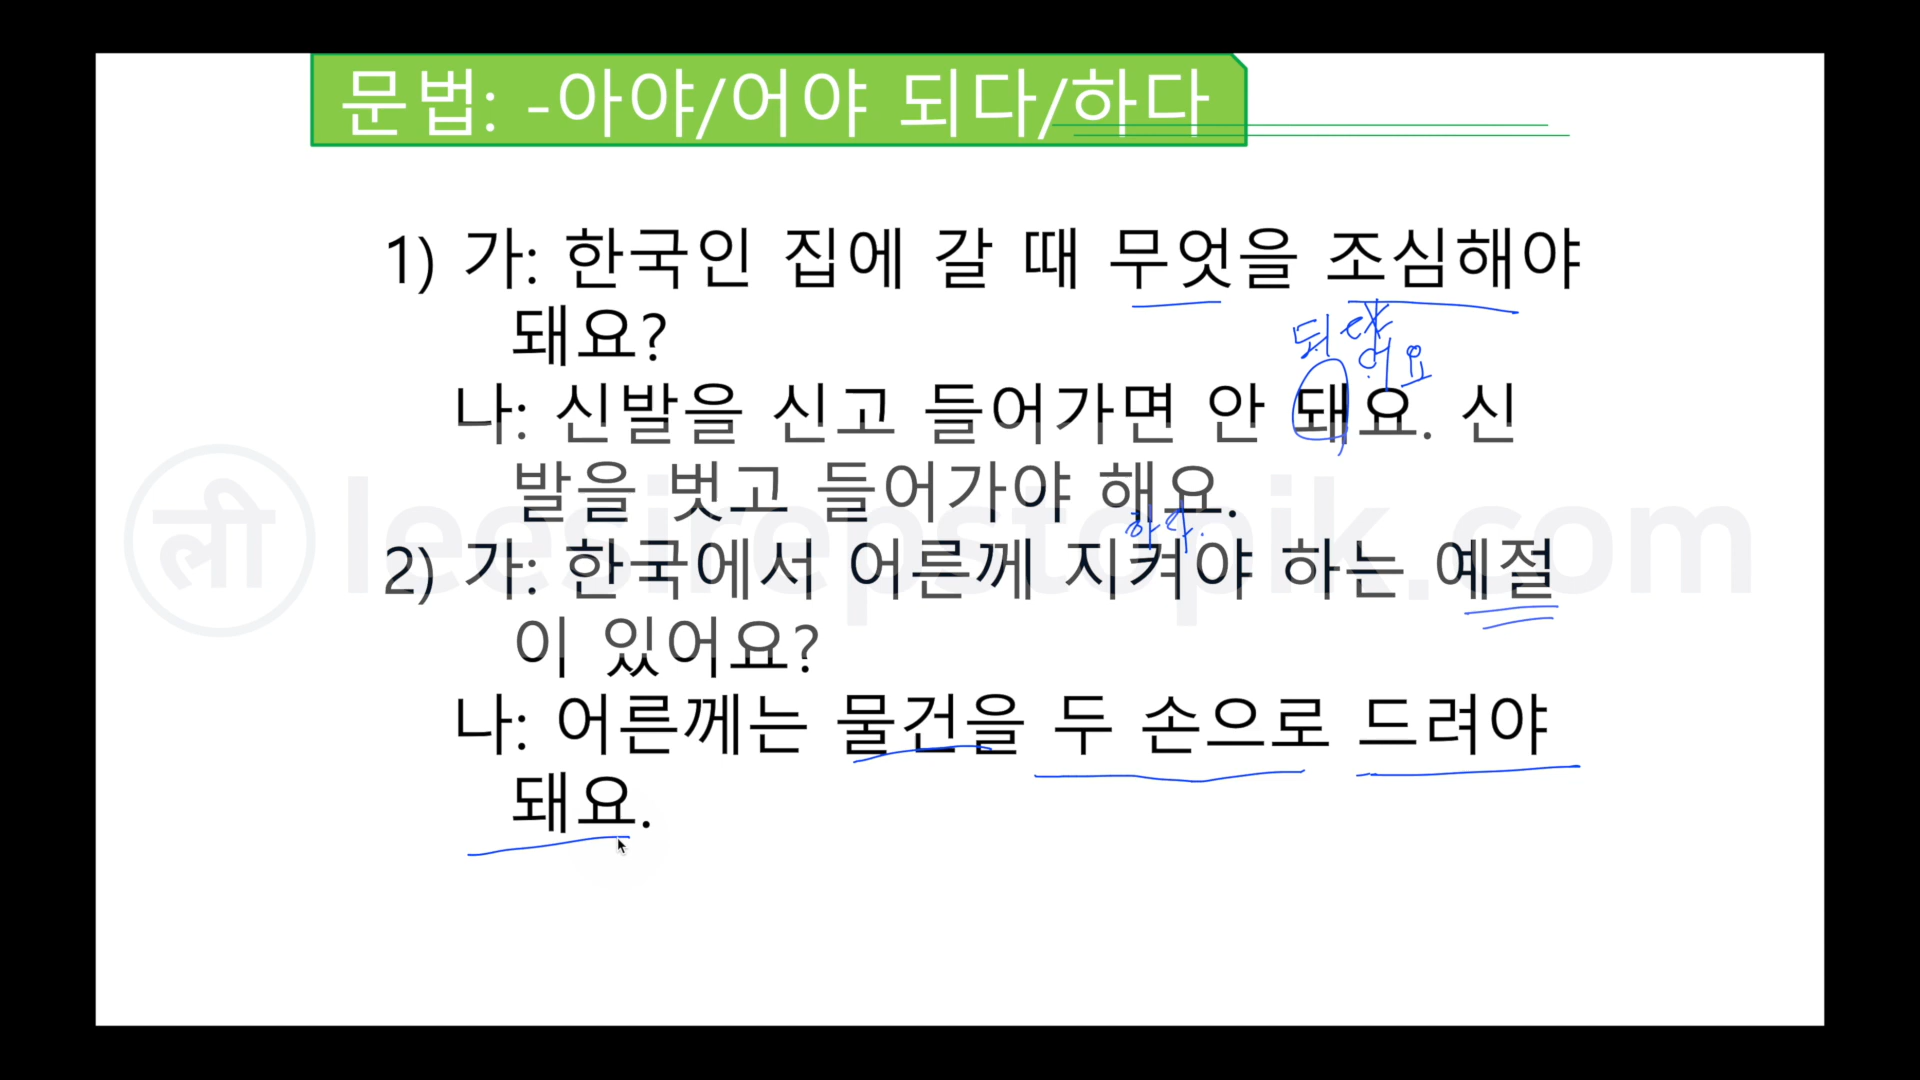 문법: -아야/어야 되다/하다
1) 가: 한국인 집에 갈 때 무엇을 조심해야
돼요?
되
어요
나: 신발을 신고 들어가면 안 돼요. 신
발을 벗고 들어가야 해요.
하
2) 가: 한국에서 어른께 지켜야 하는 예절
이 있어요?
나: 어른께는 물건을 두 손으로 드려야
돼요.
ली leesirepstopik.com